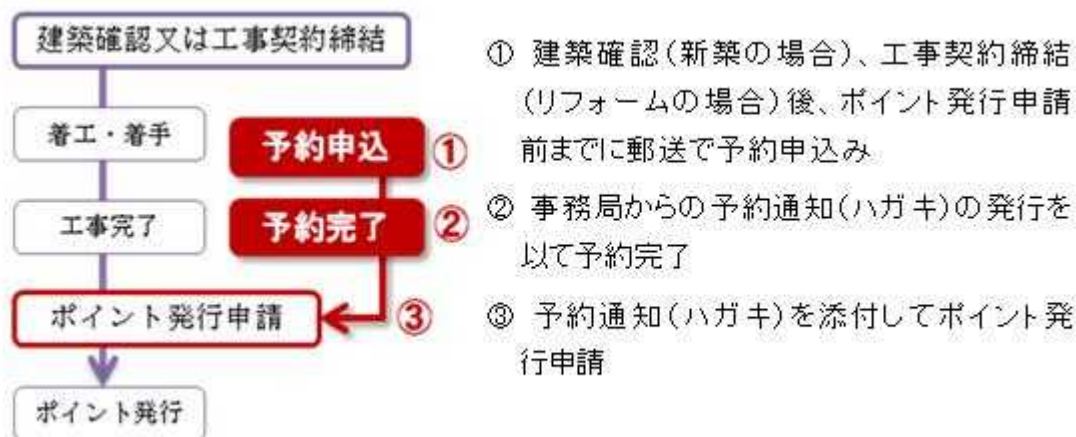 建築確認又は工事契約締結
着工・着手
予約申込 ①
工事完了
予約完了 ②
ポイント発行申請 ③
ポイント発行
① 建築確認(新築の場合)、工事契約締結
(リフォームの場合)後、ポイント発行申請
前までに郵送で予約申込み
② 事務局からの予約通知(ハガキ)の発行を
以て予約完了
③ 予約通知(ハガキ)を添付してポイント発
行申請